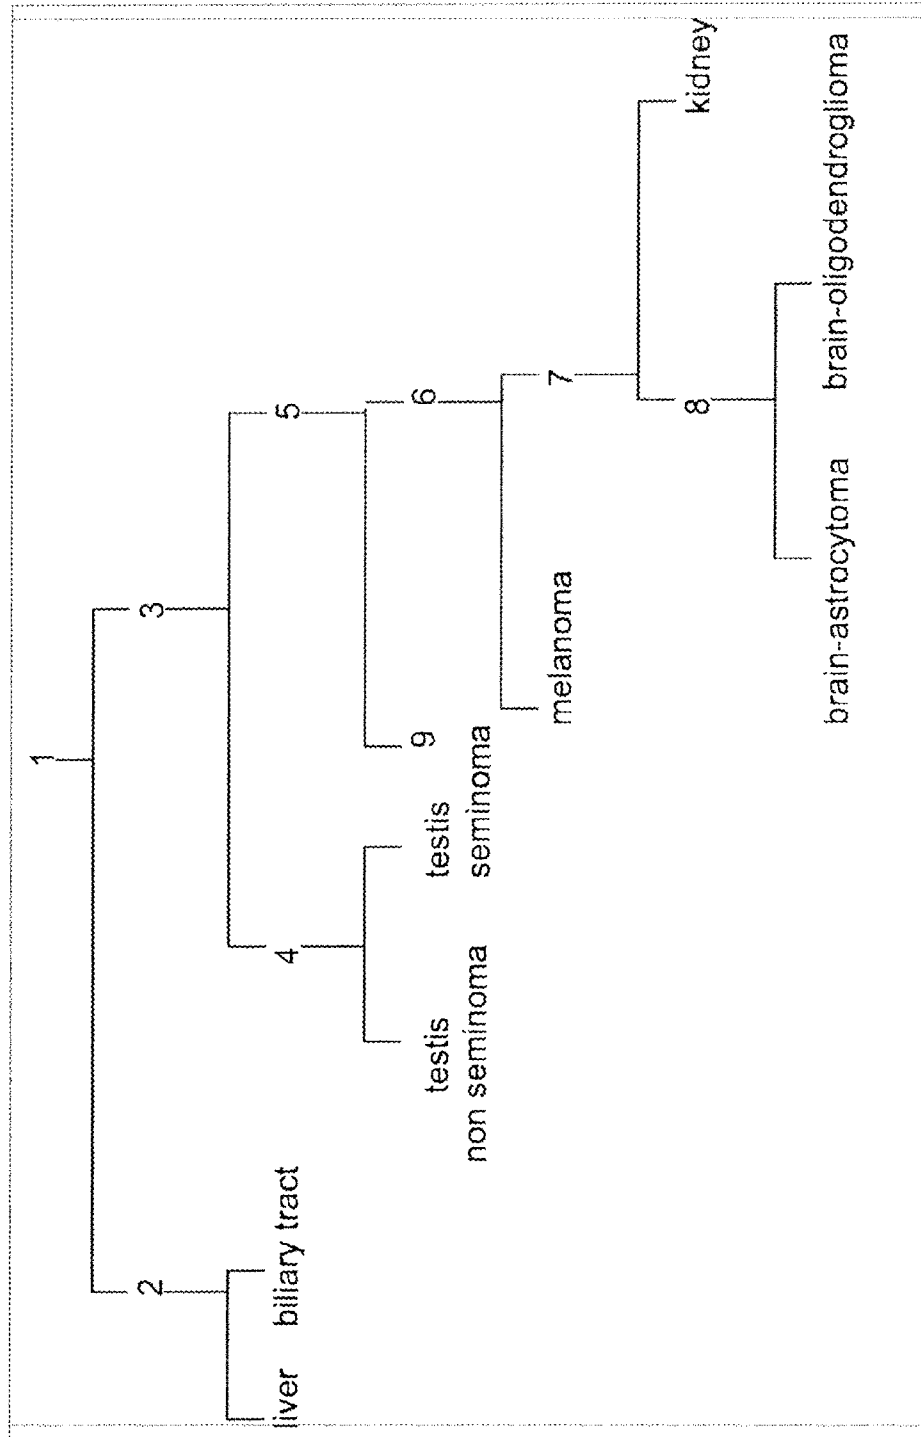 1
2
3
liver
biliary tract
4
5
testis
non seminoma
testis
seminoma
9
6
melanoma
7
8
kidney
brain-astrocytoma
brain-oligodendroglioma